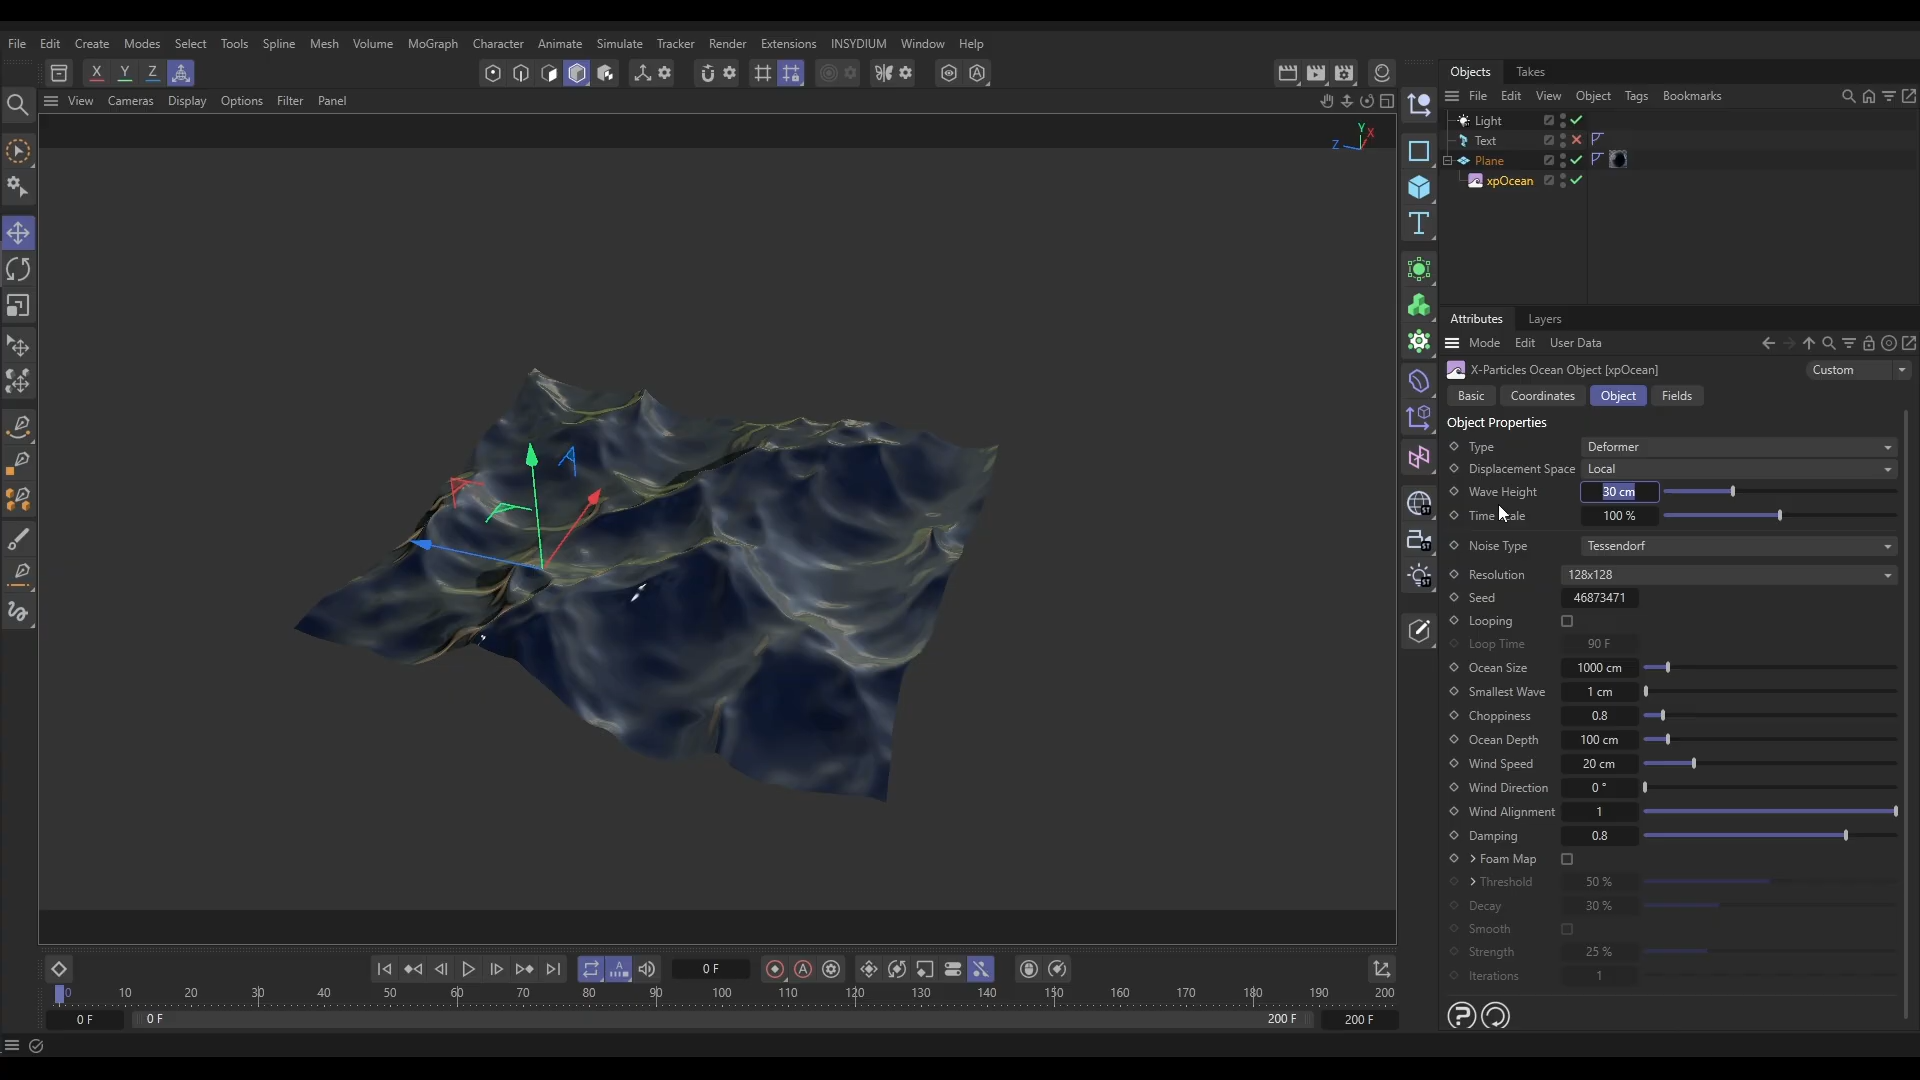 File Edit Create Modes Select Tools Spline Mesh Volume MoGraph Character Animate Simulate Tracker Render Extensions INSYDIUM Window Help
X Y Z
View Cameras Display Options Filter Panel
Y X
Z
Objects Takes
File Edit View Object Tags Bookmarks
Light
Text
Plane
xpOcean
Attributes Layers
Mode Edit User Data
X-Particles Ocean Object [xpOcean] Custom
Basic Coordinates Object Fields
Object Properties
Type Deformer
Displacement Space Local
Wave Height 30 cm
Time Scale 100 %
Noise Type Tessendorf
Resolution 128x128
Seed 46873471
Looping
Loop Time 90 F
Ocean Size 1000 cm
Smallest Wave 1 cm
Choppiness 0.8
Ocean Depth 100 cm
Wind Speed 20 cm
Wind Direction 0 °
Wind Alignment 1
Damping 0.8
Foam Map
Threshold 50 %
Decay 30 %
Smooth
Strength 25 %
Iterations 1
0 F
0 10 20 30 40 50 60 70 80 90 100 110 120 130 140 150 160 170 180 190 200
0 F 0 F 200 F 200 F